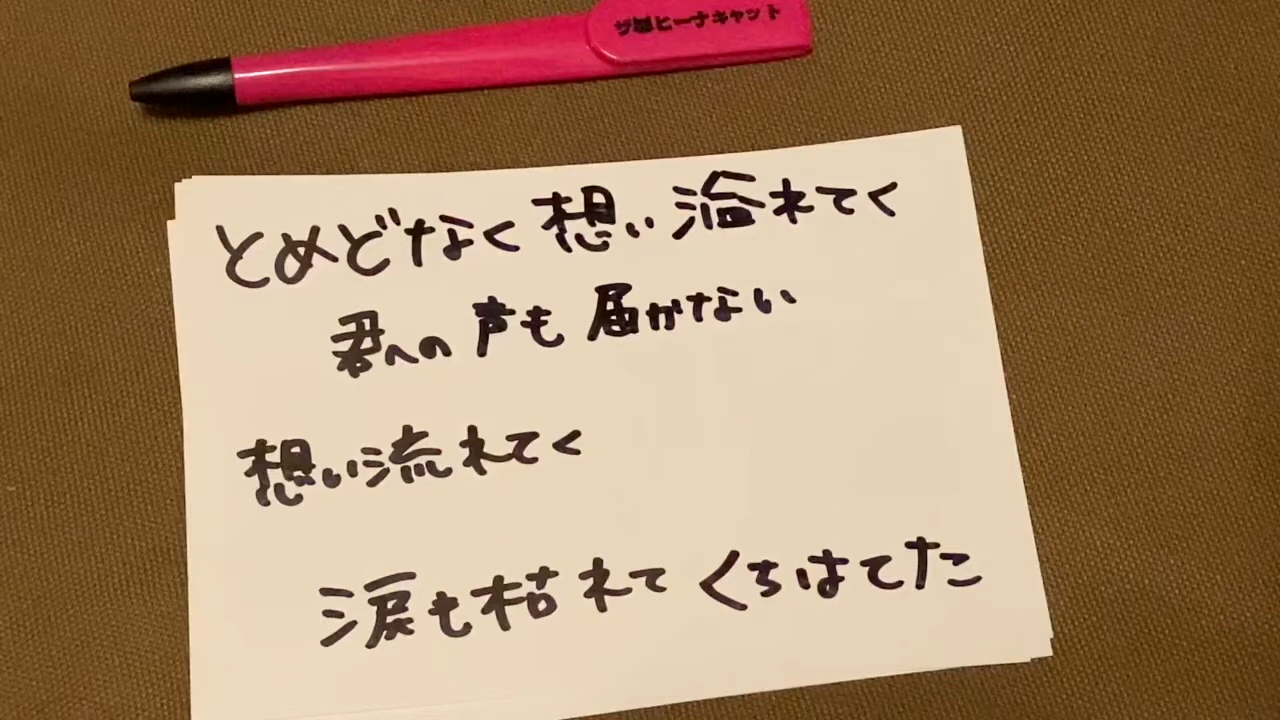 ザ・ヒーナキャット
とめどなく想い溢れてく
君への声も届かない
想い流れてく
涙も枯れてくちはてた